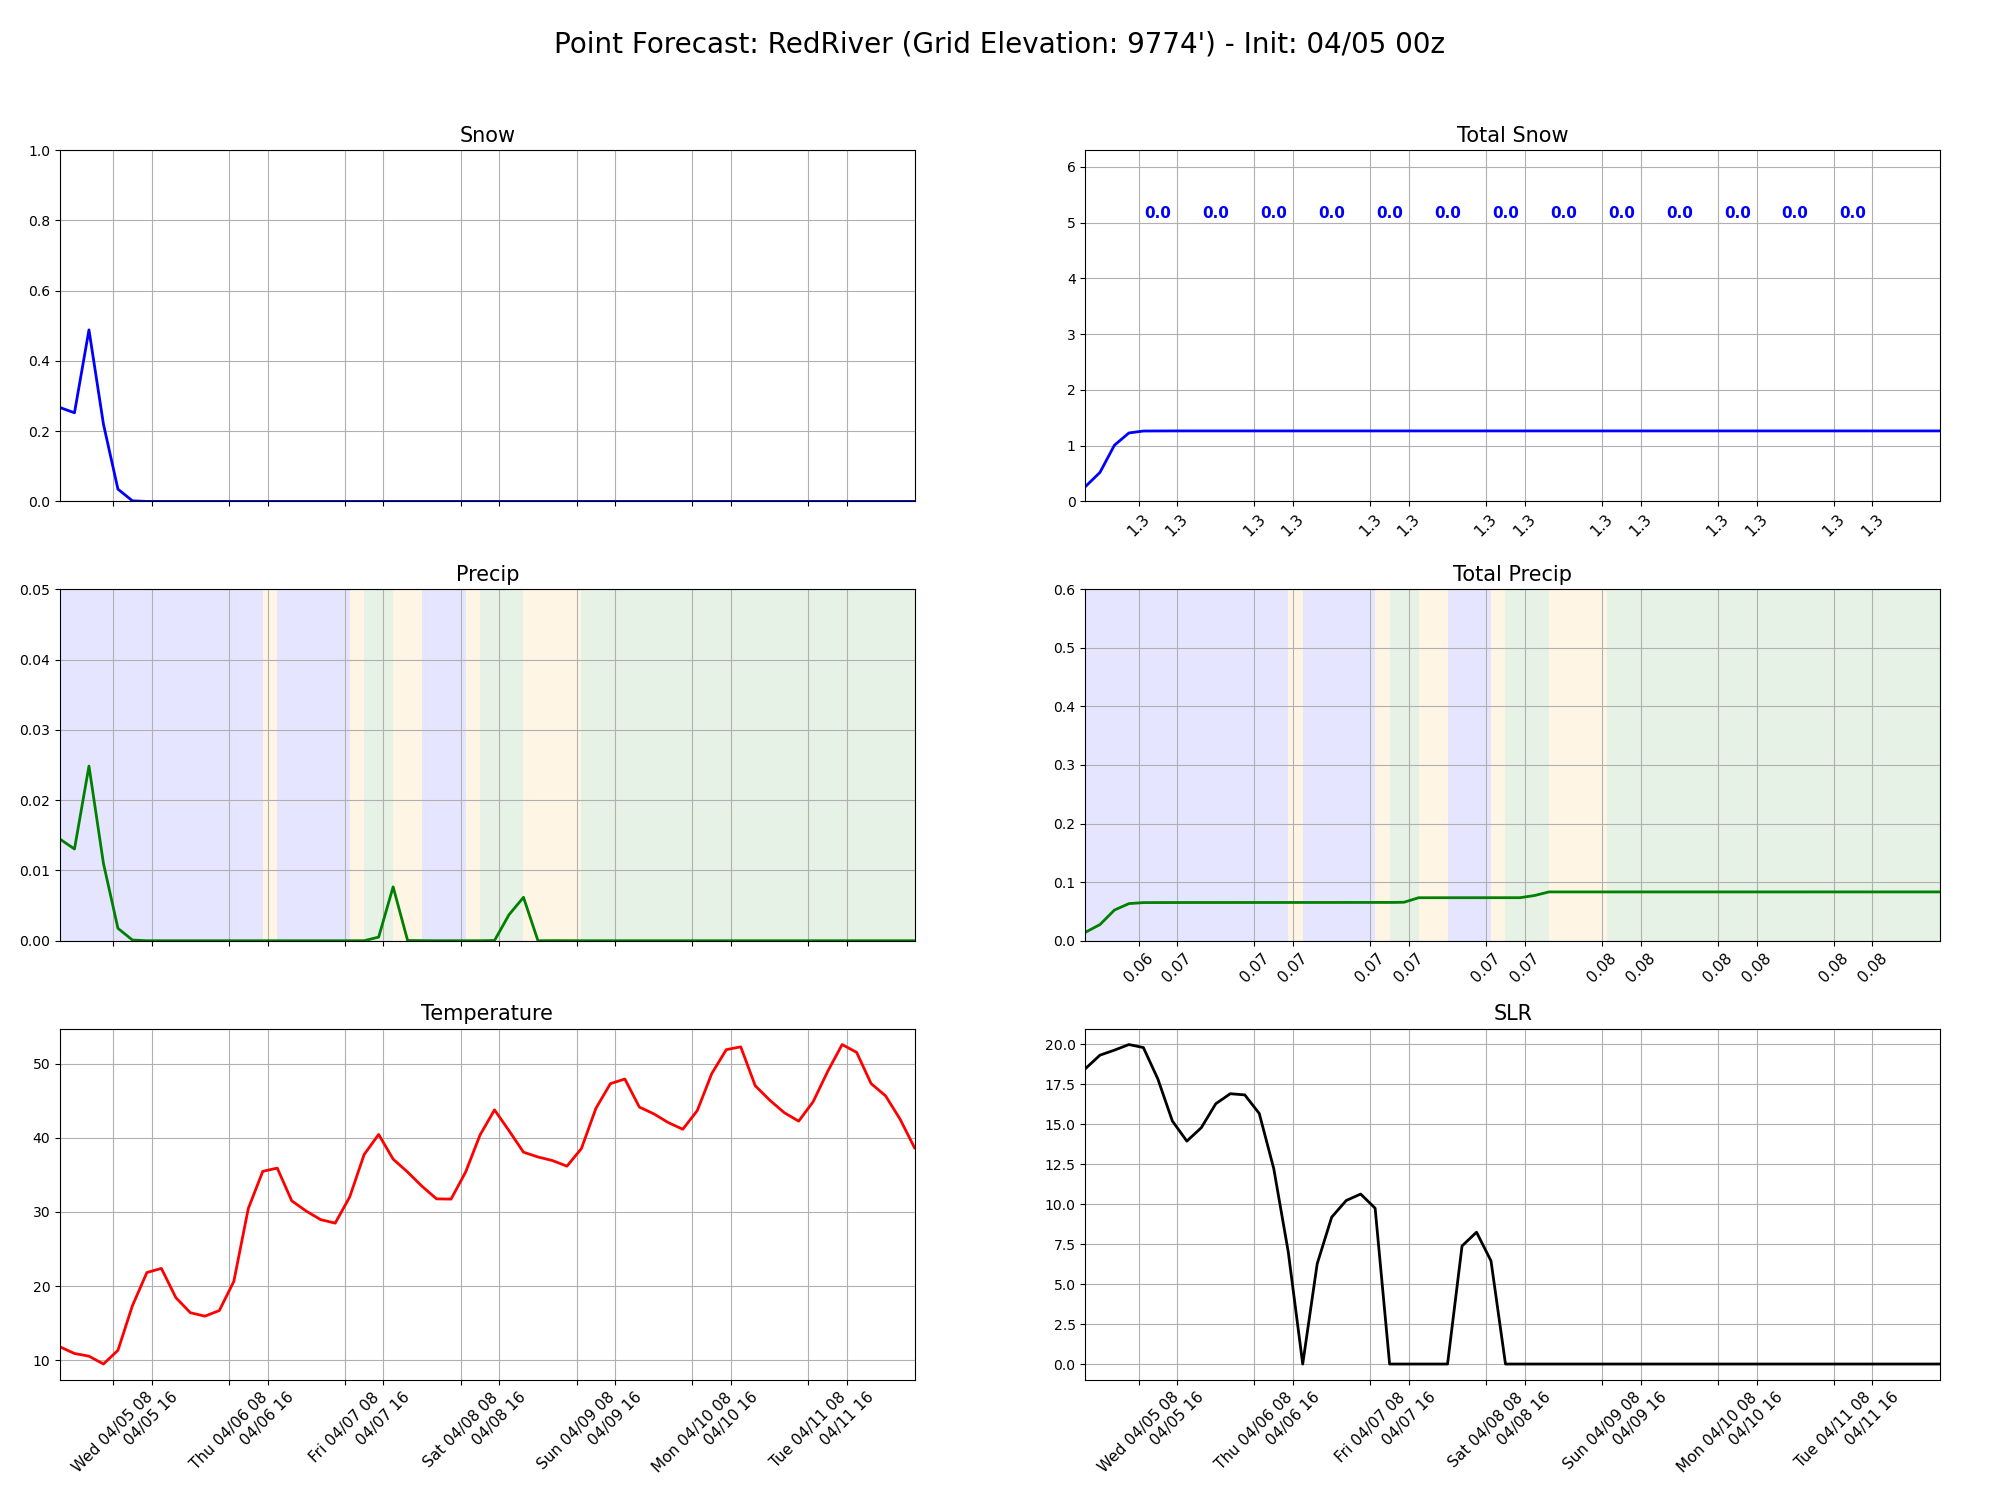 Point Forecast: RedRiver (Grid Elevation: 9774') - Init: 04/05 00z
Snow
1.0
0.8
0.6
0.4
0.2
0.0
Total Snow
6
5
4
3
2
1
0
0.0 0.0 0.0 0.0 0.0 0.0 0.0 0.0 0.0 0.0 0.0 0.0 0.0
1.3 1.3 1.3 1.3 1.3 1.3 1.3 1.3 1.3 1.3 1.3 1.3 1.3 1.3
Precip
0.05
0.04
0.03
0.02
0.01
0.00
Total Precip
0.6
0.5
0.4
0.3
0.2
0.1
0.0
0.06 0.07 0.07 0.07 0.07 0.07 0.07 0.07 0.08 0.08 0.08 0.08 0.08 0.08
Temperature
50
40
30
20
10
Wed 04/05 08
04/05 16
Thu 04/06 08
04/06 16
Fri 04/07 08
04/07 16
Sat 04/08 08
04/08 16
Sun 04/09 08
04/09 16
Mon 04/10 08
04/10 16
Tue 04/11 08
04/11 16
SLR
20.0
17.5
15.0
12.5
10.0
7.5
5.0
2.5
0.0
Wed 04/05 08
04/05 16
Thu 04/06 08
04/06 16
Fri 04/07 08
04/07 16
Sat 04/08 08
04/08 16
Sun 04/09 08
04/09 16
Mon 04/10 08
04/10 16
Tue 04/11 08
04/11 16